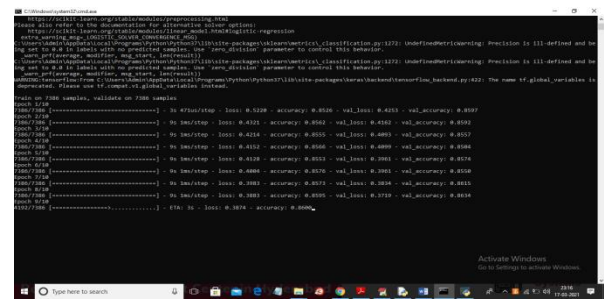 C:\Windows\system32\cmd.exe
https://scikit-learn.org/stable/modules/preprocessing.html
Please also refer to the documentation for alternative solver options:
https://scikit-learn.org/stable/modules/linear_model.html#logistic-regression
extra_warning_msg=_LOGISTIC_SOLVER_CONVERGENCE_MSG)
C:\Users\Admin\AppData\Local\Programs\Python\Python37\lib\site-packages\sklearn\metrics\_classification.py:1272: UndefinedMetricWarning: Precision is ill-defined and be
ing set to 0.0 in labels with no predicted samples. Use `zero_division` parameter to control this behavior.
_warn_prf(average, modifier, msg_start, len(result))
C:\Users\Admin\AppData\Local\Programs\Python\Python37\lib\site-packages\sklearn\metrics\_classification.py:1272: UndefinedMetricWarning: Precision is ill-defined and be
ing set to 0.0 in labels with no predicted samples. Use `zero_division` parameter to control this behavior.
_warn_prf(average, modifier, msg_start, len(result))
WARNING:tensorflow:From C:\Users\Admin\AppData\Local\Programs\Python\Python37\lib\site-packages\keras\backend\tensorflow_backend.py:422: The name tf.global_variables is
deprecated. Please use tf.compat.v1.global_variables instead.
Train on 7386 samples, validate on 7386 samples
Epoch 1/10
7386/7386 [==============================] - 3s 471us/step - loss: 0.5220 - accuracy: 0.8520 - val_loss: 0.4253 - val_accuracy: 0.8597
Epoch 2/10
7386/7386 [==============================] - 9s 1ms/step - loss: 0.4321 - accuracy: 0.8562 - val_loss: 0.4162 - val_accuracy: 0.8592
Epoch 3/10
7386/7386 [==============================] - 9s 1ms/step - loss: 0.4214 - accuracy: 0.8555 - val_loss: 0.4093 - val_accuracy: 0.8557
Epoch 4/10
7386/7386 [==============================] - 9s 1ms/step - loss: 0.4152 - accuracy: 0.8560 - val_loss: 0.4099 - val_accuracy: 0.8504
Epoch 5/10
7386/7386 [==============================] - 9s 1ms/step - loss: 0.4128 - accuracy: 0.8553 - val_loss: 0.3961 - val_accuracy: 0.8574
Epoch 6/10
7386/7386 [==============================] - 9s 1ms/step - loss: 0.4004 - accuracy: 0.8576 - val_loss: 0.3961 - val_accuracy: 0.8550
Epoch 7/10
7386/7386 [==============================] - 9s 1ms/step - loss: 0.3983 - accuracy: 0.8573 - val_loss: 0.3834 - val_accuracy: 0.8615
Epoch 8/10
7386/7386 [==============================] - 9s 1ms/step - loss: 0.3883 - accuracy: 0.8595 - val_loss: 0.3719 - val_accuracy: 0.8634
Epoch 9/10
4192/7386 [================>.............] - ETA: 3s - loss: 0.3874 - accuracy: 0.8600
Activate Windows
Go to Settings to activate Windows.
Type here to search
23:16
17-03-2021